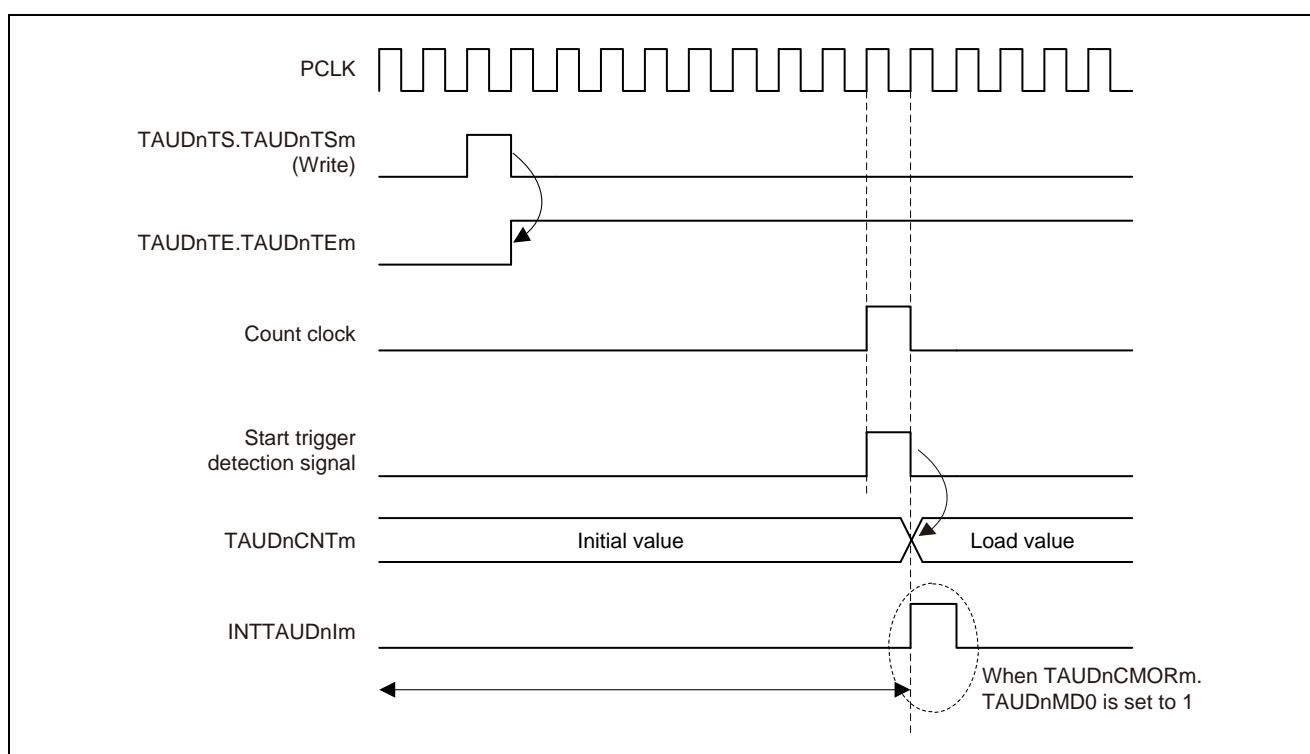 PCLK
TAUDnTS.TAUDnTSm
(Write)
TAUDnTE.TAUDnTEm
Count clock
Start trigger
detection signal
TAUDnCNTm
Initial value
Load value
INTTAUDnIm
When TAUDnCMORm.
TAUDnMD0 is set to 1